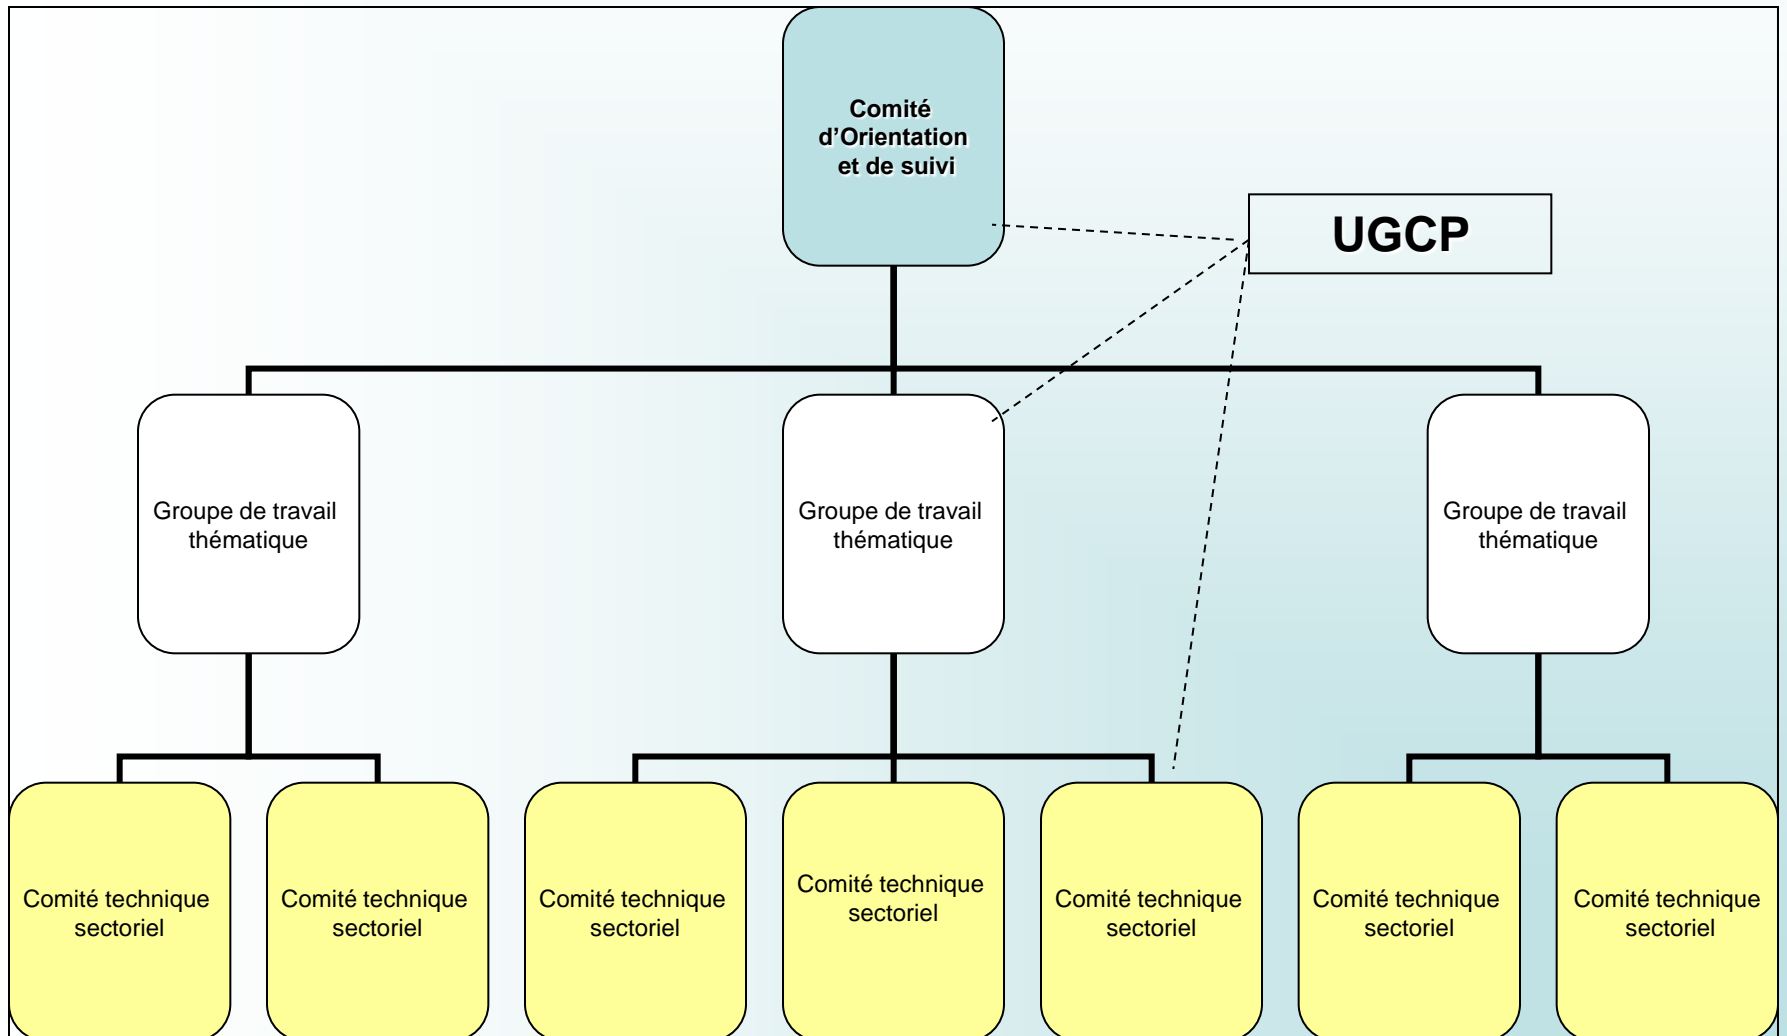 Comité
d’Orientation
et de suivi
UGCP
Groupe de travail
thématique
Groupe de travail
thématique
Groupe de travail
thématique
Comité technique
sectoriel
Comité technique
sectoriel
Comité technique
sectoriel
Comité technique
sectoriel
Comité technique
sectoriel
Comité technique
sectoriel
Comité technique
sectoriel